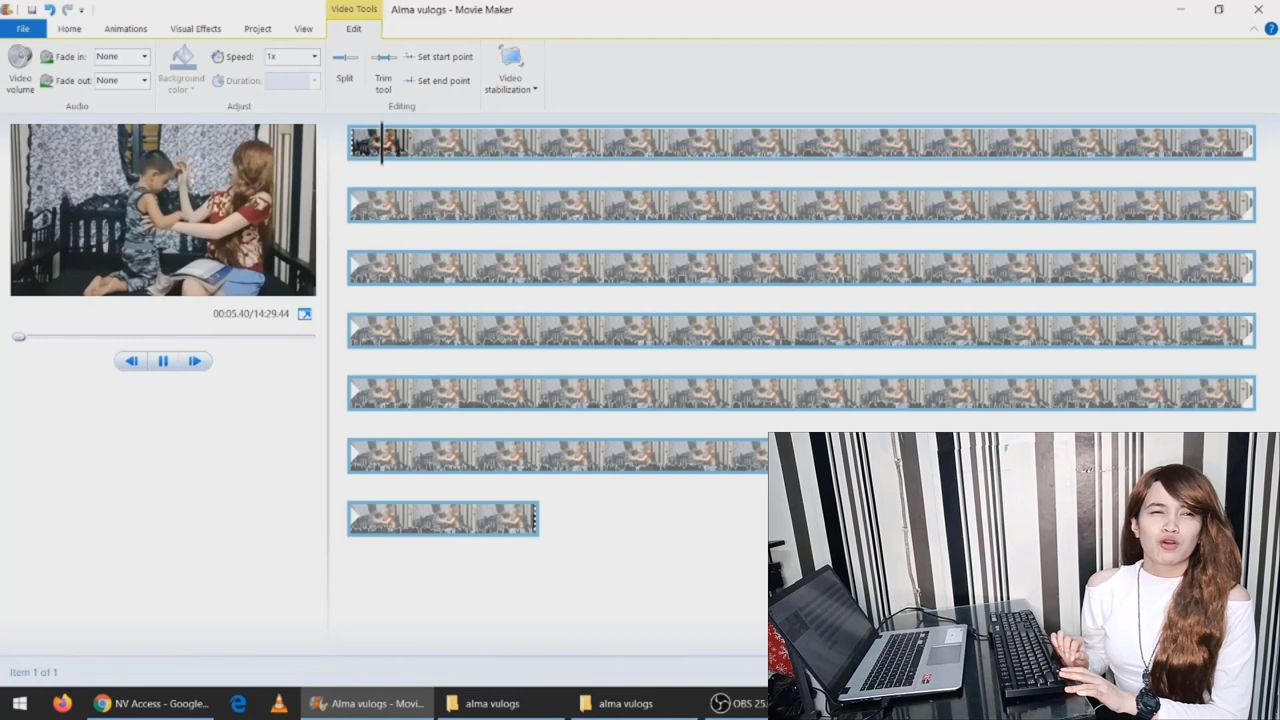 Video Tools
Alma vulogs - Movie Maker
File
Home
Animations
Visual Effects
Project
View
Edit
Video volume
Fade in: None
Fade out: None
Audio
Background color
Speed: 1x
Duration:
Adjust
Split
Trim tool
Set start point
Set end point
Editing
Video stabilization
00:05.40/14:29.44
Item 1 of 1
NV Access - Google...
Alma vulogs - Movi...
alma vulogs
alma vulogs
OBS 25.